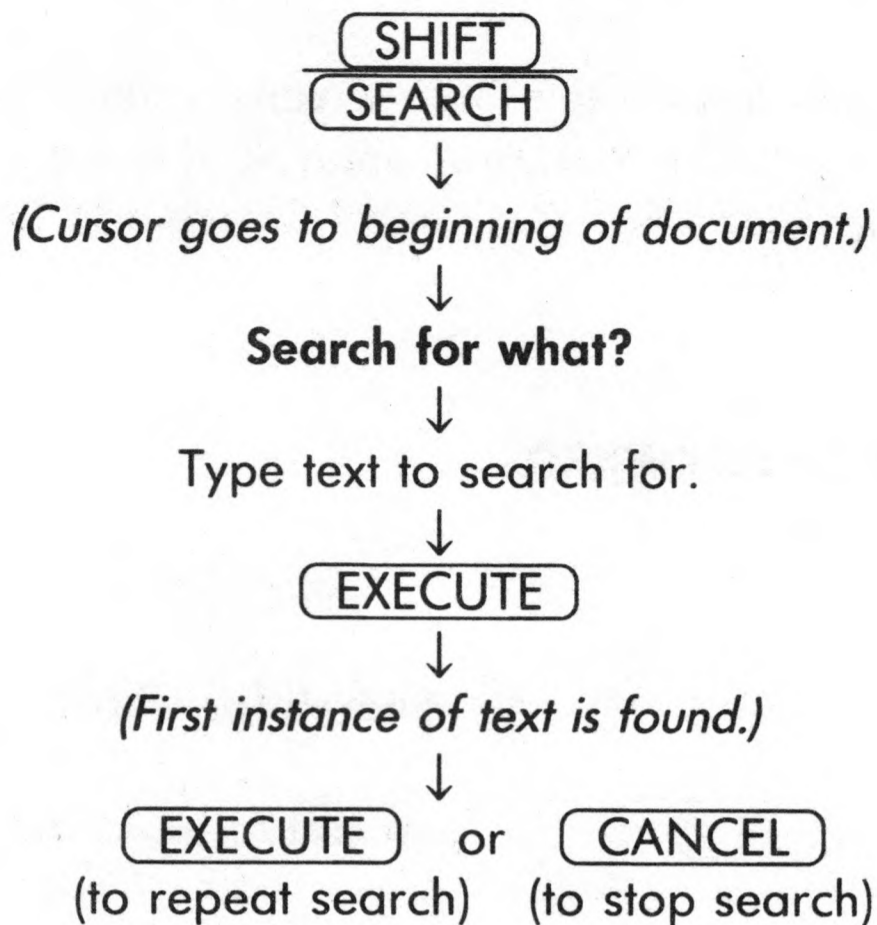 SHIFT
SEARCH
(Cursor goes to beginning of document.)
Search for what?
Type text to search for.
EXECUTE
(First instance of text is found.)
EXECUTE or CANCEL
(to repeat search) (to stop search)